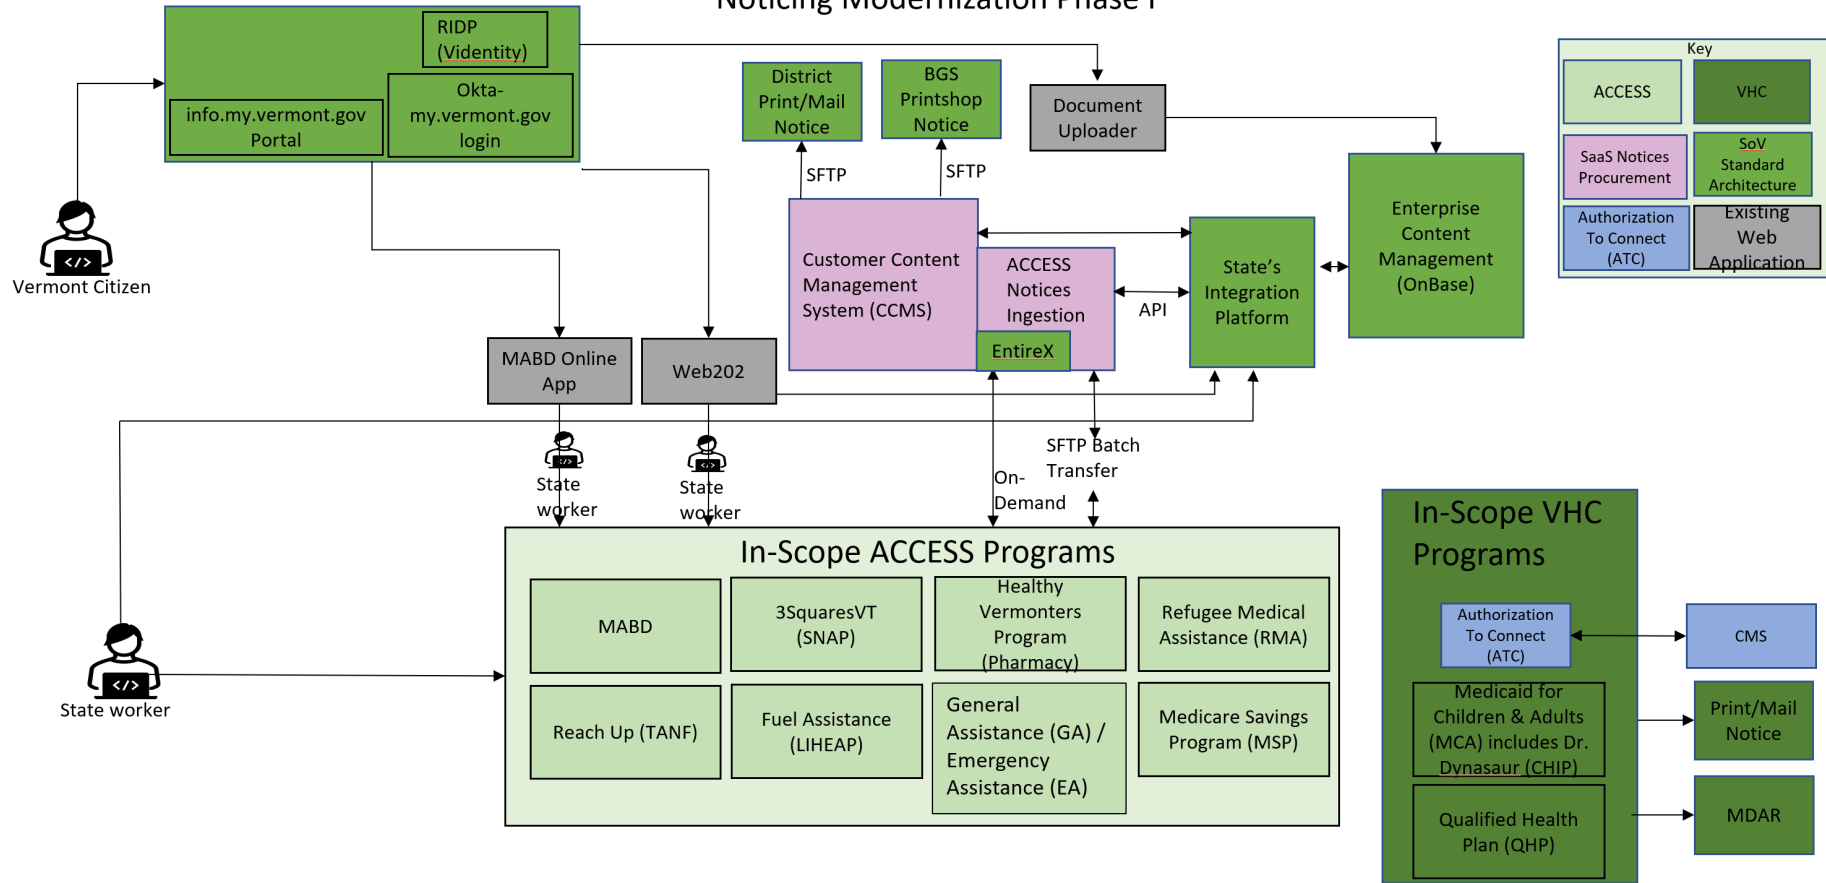 Noticing Modernization Phase I
RIDP
(Videntity)
Okta-
my.vermont.gov
login
info.my.vermont.gov
Portal
</>
Vermont Citizen
District
Print/Mail
Notice
BGS
Printshop
Notice
Document
Uploader
SFTP
SFTP
Customer Content
Management
System (CCMS)
ACCESS
Notices
Ingestion
EntireX
API
State's
Integration
Platform
Enterprise
Content
Management
(OnBase)
Key
ACCESS
VHC
SaaS Notices
Procurement
SoV
Standard
Architecture
Authorization
To Connect
(ATC)
Existing
Web
Application
MABD Online
App
Web202
</>
State
worker
</>
State
worker
On-
Demand
SFTP Batch
Transfer
</>
State worker
In-Scope ACCESS Programs
MABD
3SquaresVT
(SNAP)
Healthy
Vermonters
Program
(Pharmacy)
Refugee Medical
Assistance (RMA)
Reach Up (TANF)
Fuel Assistance
(LIHEAP)
General
Assistance (GA) /
Emergency
Assistance (EA)
Medicare Savings
Program (MSP)
In-Scope VHC
Programs
Authorization
To Connect
(ATC)
CMS
Medicaid for
Children & Adults
(MCA) includes Dr.
Dynasaur (CHIP)
Print/Mail
Notice
Qualified Health
Plan (QHP)
MDAR